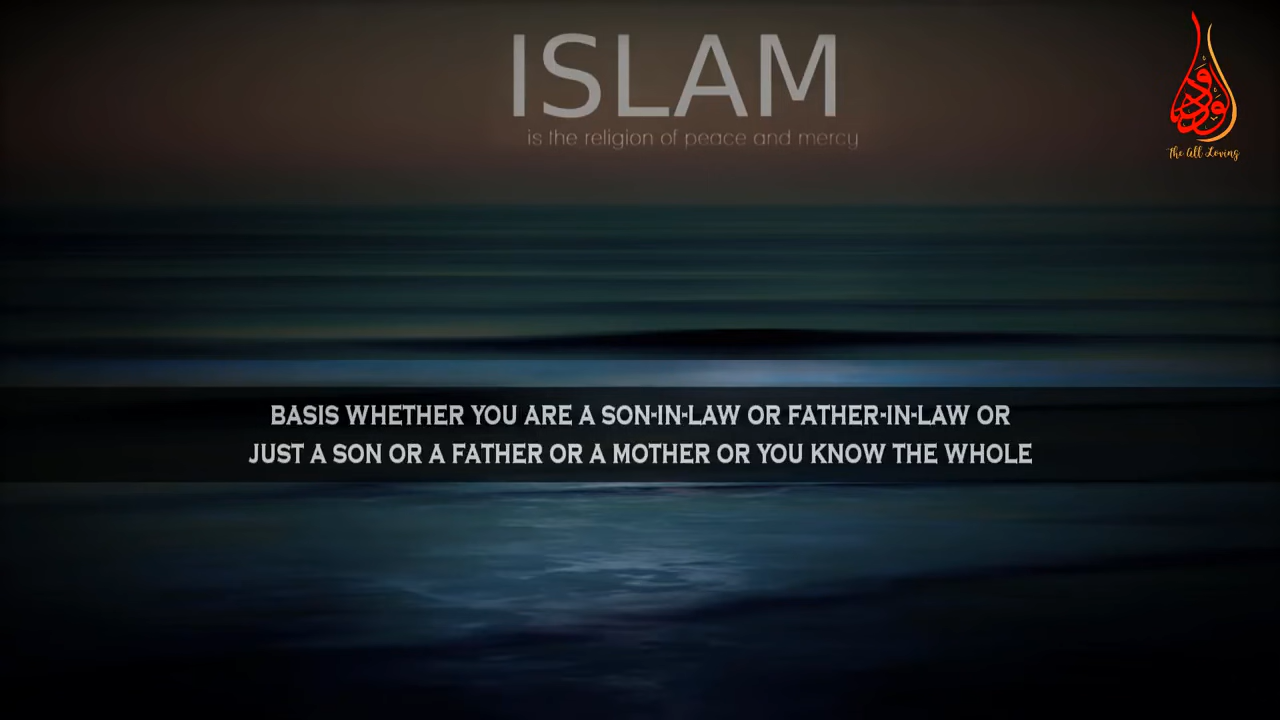 ISLAM
is the religion of peace and mercy
الودود
The All Loving
BASIS WHETHER YOU ARE A SON-IN-LAW OR FATHER-IN-LAW OR
JUST A SON OR A FATHER OR A MOTHER OR YOU KNOW THE WHOLE